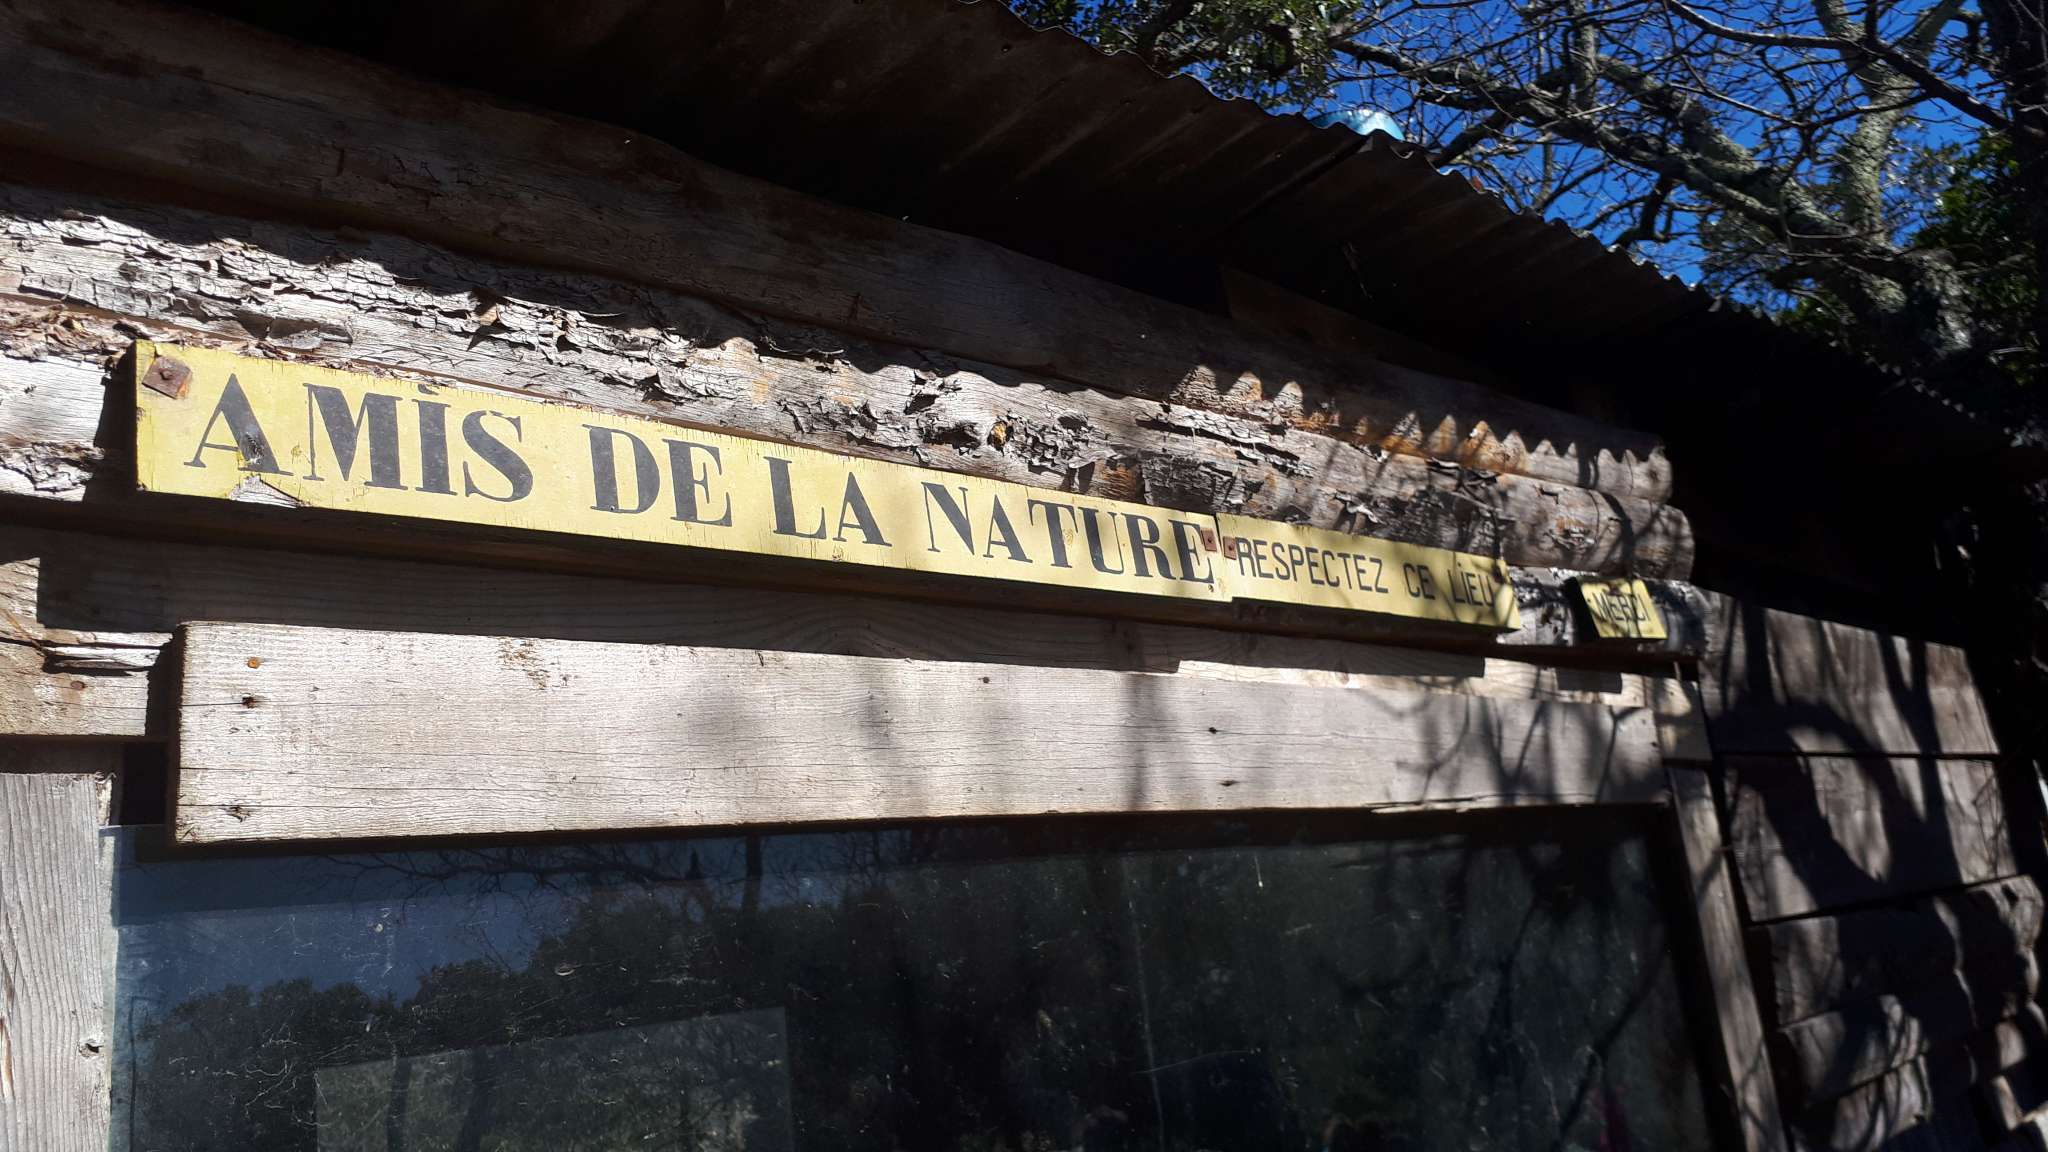 AMIS DE LA NATURE RESPECTEZ CE LIEU MERCI